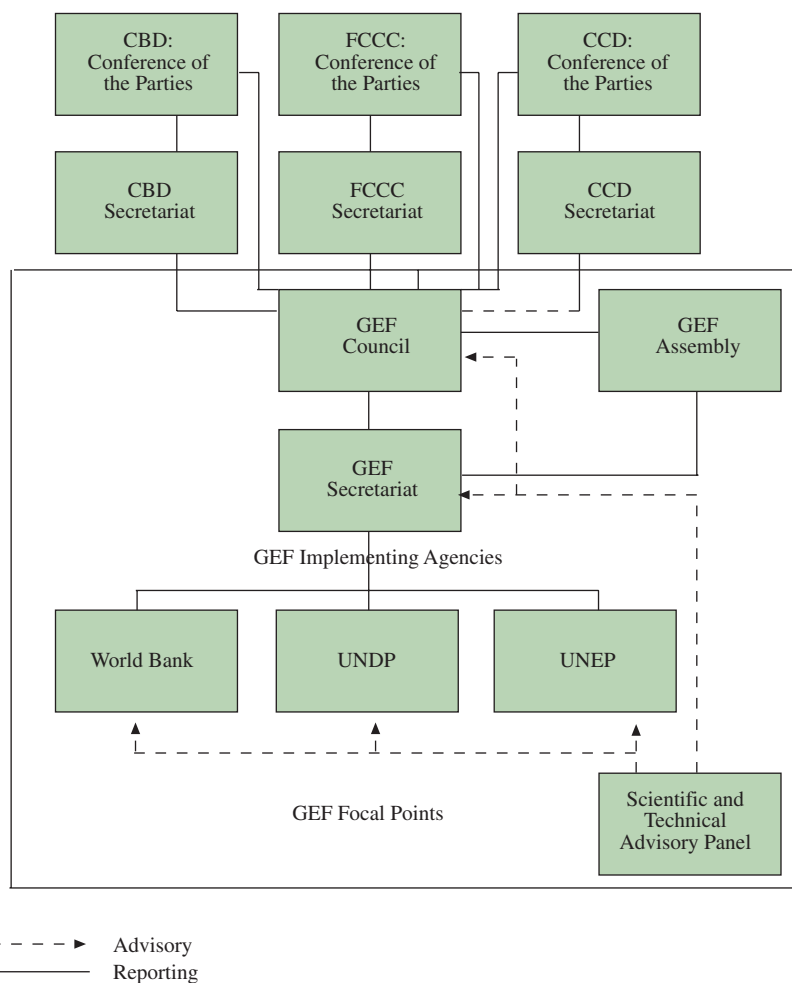 CBD:
Conference of
the Parties
FCCC:
Conference of
the Parties
CCD:
Conference of
the Parties
CBD
Secretariat
FCCC
Secretariat
CCD
Secretariat
GEF
Council
GEF
Assembly
GEF
Secretariat
GEF Implementing Agencies
World Bank
UNDP
UNEP
GEF Focal Points
Scientific and
Technical
Advisory Panel
Advisory
Reporting